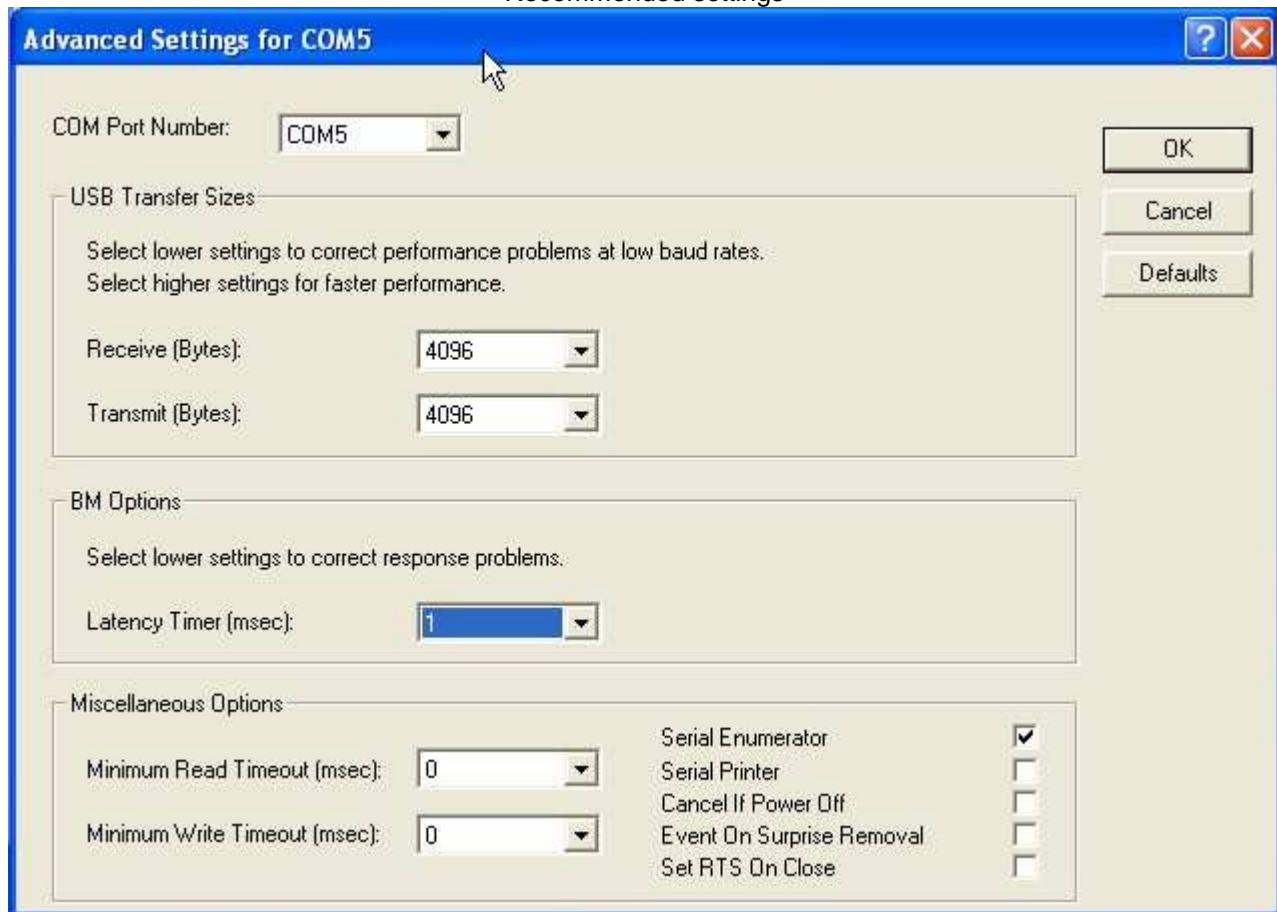 Recommended settings
Advanced Settings for COM5
COM Port Number: COM5
OK
Cancel
Defaults
USB Transfer Sizes
Select lower settings to correct performance problems at low baud rates.
Select higher settings for faster performance.
Receive (Bytes): 4096
Transmit (Bytes): 4096
BM Options
Select lower settings to correct response problems.
Latency Timer (msec): 1
Miscellaneous Options
Minimum Read Timeout (msec): 0
Minimum Write Timeout (msec): 0
Serial Enumerator
Serial Printer
Cancel If Power Off
Event On Surprise Removal
Set RTS On Close